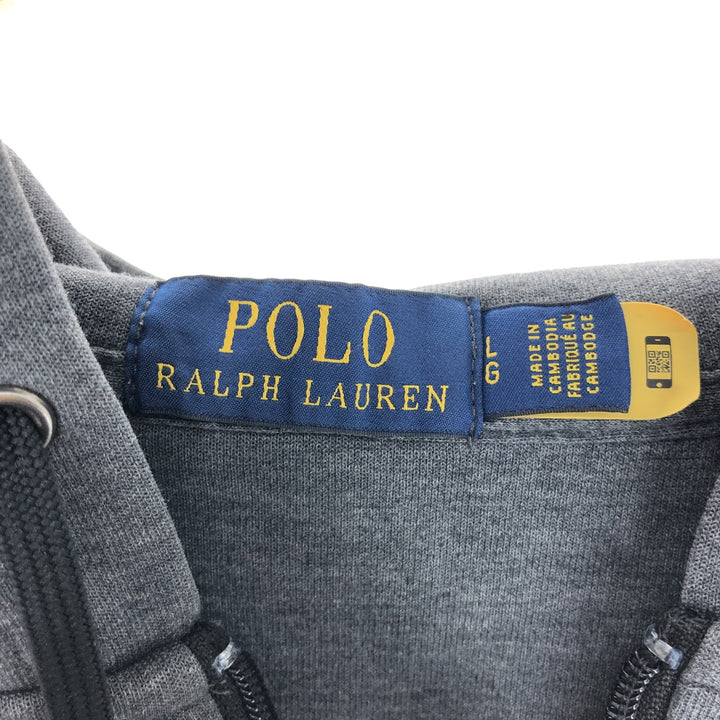 POLO
RALPH LAUREN
L
G
MADE IN
CAMBODIA
FABRIQUÉ AU
CAMBODGE